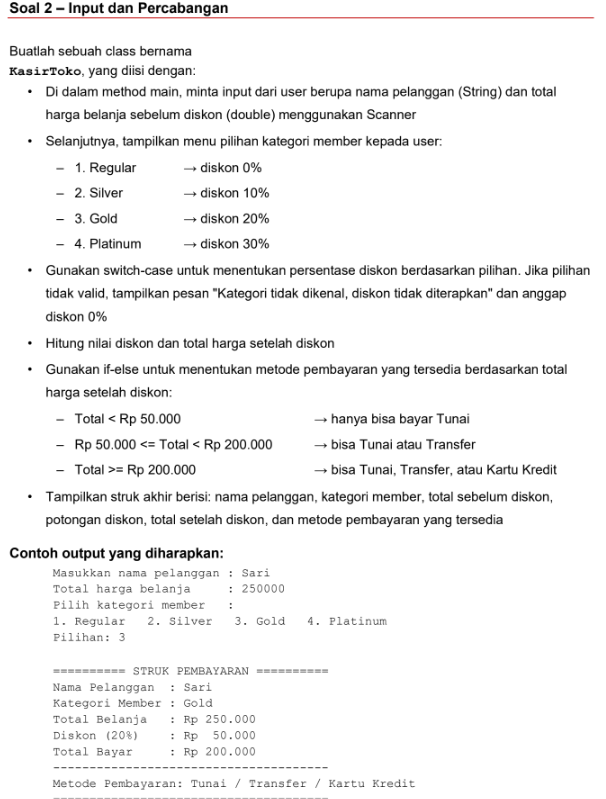 Soal 2 – Input dan Percabangan
Buatlah sebuah class bernama
KasirToko, yang diisi dengan:
• Di dalam method main, minta input dari user berupa nama pelanggan (String) dan total
harga belanja sebelum diskon (double) menggunakan Scanner
• Selanjutnya, tampilkan menu pilihan kategori member kepada user:
– 1. Regular → diskon 0%
– 2. Silver → diskon 10%
– 3. Gold → diskon 20%
– 4. Platinum → diskon 30%
• Gunakan switch-case untuk menentukan persentase diskon berdasarkan pilihan. Jika pilihan
tidak valid, tampilkan pesan "Kategori tidak dikenal, diskon tidak diterapkan" dan anggap
diskon 0%
• Hitung nilai diskon dan total harga setelah diskon
• Gunakan if-else untuk menentukan metode pembayaran yang tersedia berdasarkan total
harga setelah diskon:
– Total < Rp 50.000 → hanya bisa bayar Tunai
– Rp 50.000 <= Total < Rp 200.000 → bisa Tunai atau Transfer
– Total >= Rp 200.000 → bisa Tunai, Transfer, atau Kartu Kredit
• Tampilkan struk akhir berisi: nama pelanggan, kategori member, total sebelum diskon,
potongan diskon, total setelah diskon, dan metode pembayaran yang tersedia
Contoh output yang diharapkan:
Masukkan nama pelanggan : Sari
Total harga belanja : 250000
Pilih kategori member :
1. Regular 2. Silver 3. Gold 4. Platinum
Pilihan: 3
========== STRUK PEMBAYARAN ==========
Nama Pelanggan : Sari
Kategori Member : Gold
Total Belanja : Rp 250.000
Diskon (20%) : Rp 50.000
Total Bayar : Rp 200.000
--------------------------------------
Metode Pembayaran: Tunai / Transfer / Kartu Kredit
======================================